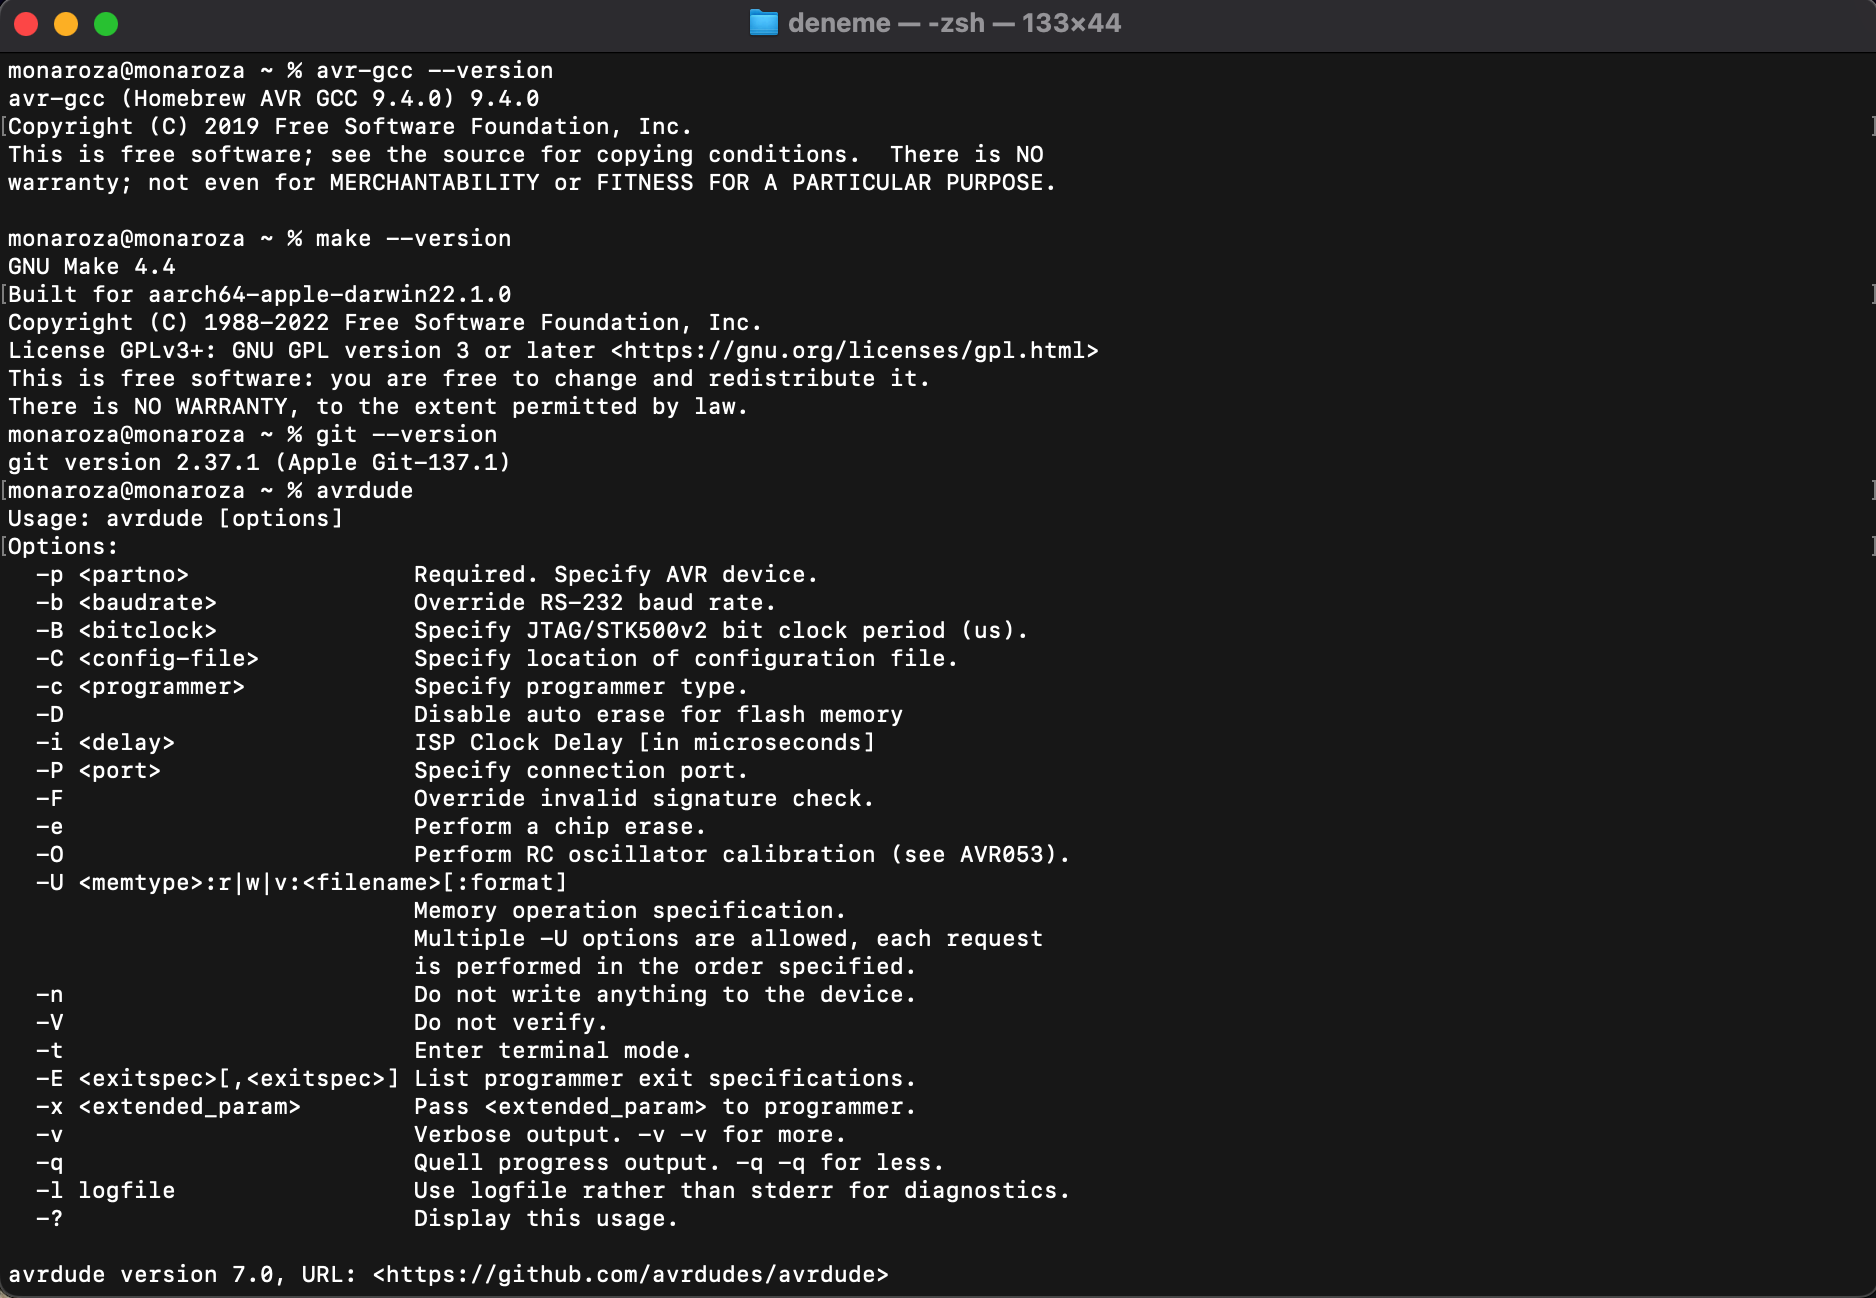 deneme — -zsh — 133×44
monaroza@monaroza ~ % avr-gcc --version
avr-gcc (Homebrew AVR GCC 9.4.0) 9.4.0
[Copyright (C) 2019 Free Software Foundation, Inc. ]
This is free software; see the source for copying conditions.  There is NO
warranty; not even for MERCHANTABILITY or FITNESS FOR A PARTICULAR PURPOSE.

monaroza@monaroza ~ % make --version
GNU Make 4.4
[Built for aarch64-apple-darwin22.1.0 ]
Copyright (C) 1988-2022 Free Software Foundation, Inc.
License GPLv3+: GNU GPL version 3 or later <https://gnu.org/licenses/gpl.html>
This is free software: you are free to change and redistribute it.
There is NO WARRANTY, to the extent permitted by law.
monaroza@monaroza ~ % git --version
git version 2.37.1 (Apple Git-137.1)
[monaroza@monaroza ~ % avrdude ]
Usage: avrdude [options]
[Options: ]
  -p <partno>                Required. Specify AVR device.
  -b <baudrate>              Override RS-232 baud rate.
  -B <bitclock>              Specify JTAG/STK500v2 bit clock period (us).
  -C <config-file>           Specify location of configuration file.
  -c <programmer>            Specify programmer type.
  -D                         Disable auto erase for flash memory
  -i <delay>                 ISP Clock Delay [in microseconds]
  -P <port>                  Specify connection port.
  -F                         Override invalid signature check.
  -e                         Perform a chip erase.
  -O                         Perform RC oscillator calibration (see AVR053).
  -U <memtype>:r|w|v:<filename>[:format]
                             Memory operation specification.
                             Multiple -U options are allowed, each request
                             is performed in the order specified.
  -n                         Do not write anything to the device.
  -V                         Do not verify.
  -t                         Enter terminal mode.
  -E <exitspec>[,<exitspec>] List programmer exit specifications.
  -x <extended_param>        Pass <extended_param> to programmer.
  -v                         Verbose output. -v -v for more.
  -q                         Quell progress output. -q -q for less.
  -l logfile                 Use logfile rather than stderr for diagnostics.
  -?                         Display this usage.

avrdude version 7.0, URL: <https://github.com/avrdudes/avrdude>